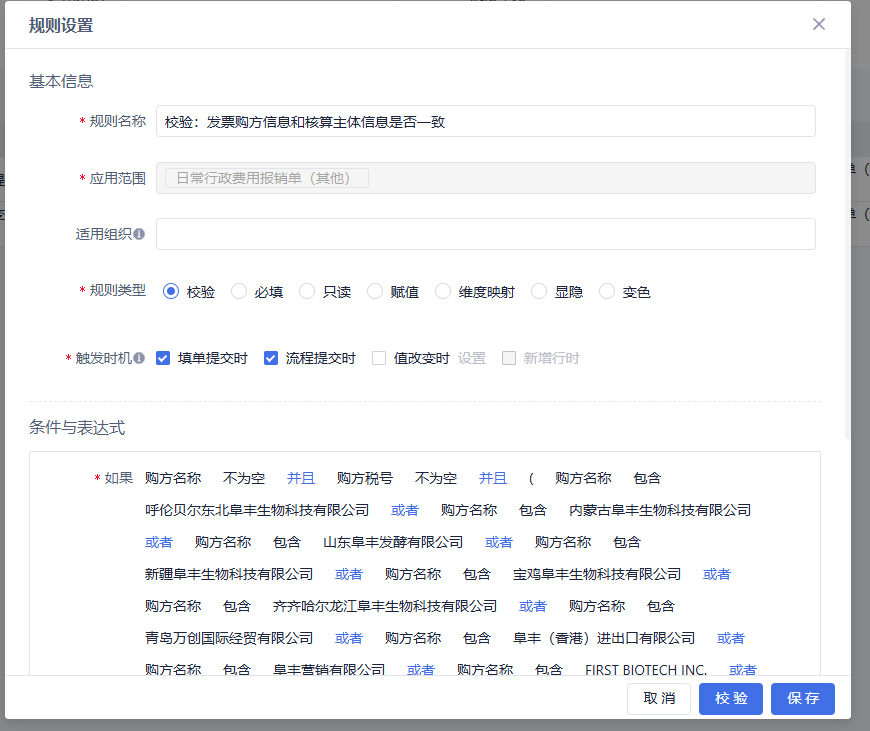 规则设置
基本信息
* 规则名称 校验：发票购方信息和核算主体信息是否一致
* 应用范围 日常行政费用报销单（其他）
适用组织
* 规则类型 校验 必填 只读 赋值 维度映射 显隐 变色
* 触发时机 填单提交时 流程提交时 值改变时 设置 新增行时
条件与表达式
* 如果 购方名称 不为空 并且 购方税号 不为空 并且 ( 购方名称 包含
呼伦贝尔东北阜丰生物科技有限公司 或者 购方名称 包含 内蒙古阜丰生物科技有限公司
或者 购方名称 包含 山东阜丰发酵有限公司 或者 购方名称 包含
新疆阜丰生物科技有限公司 或者 购方名称 包含 宝鸡阜丰生物科技有限公司 或者
购方名称 包含 齐齐哈尔龙江阜丰生物科技有限公司 或者 购方名称 包含
青岛万创国际经贸有限公司 或者 购方名称 包含 阜丰（香港）进出口有限公司 或者
购方名称 包含 阜丰营销有限公司 或者 购方名称 包含 FIRST BIOTECH INC. 或者
取消 校验 保存